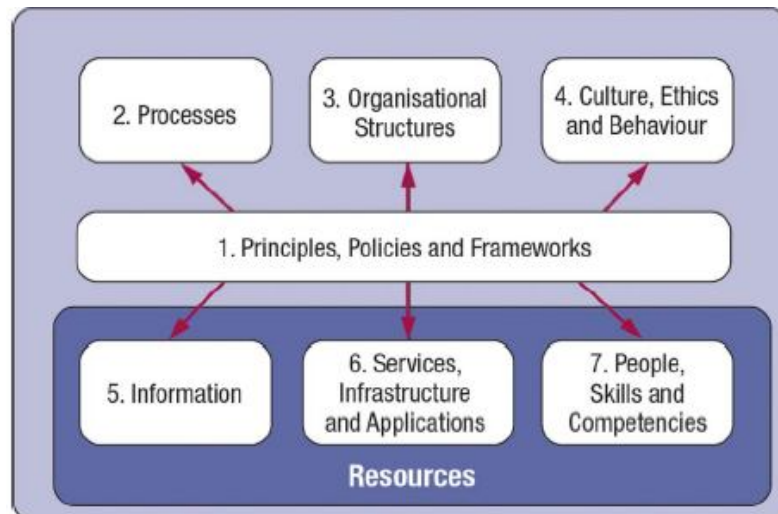 2. Processes
3. Organisational
Structures
4. Culture, Ethics
and Behaviour
1. Principles, Policies and Frameworks
5. Information
6. Services,
Infrastructure
and Applications
7. People,
Skills and
Competencies
Resources